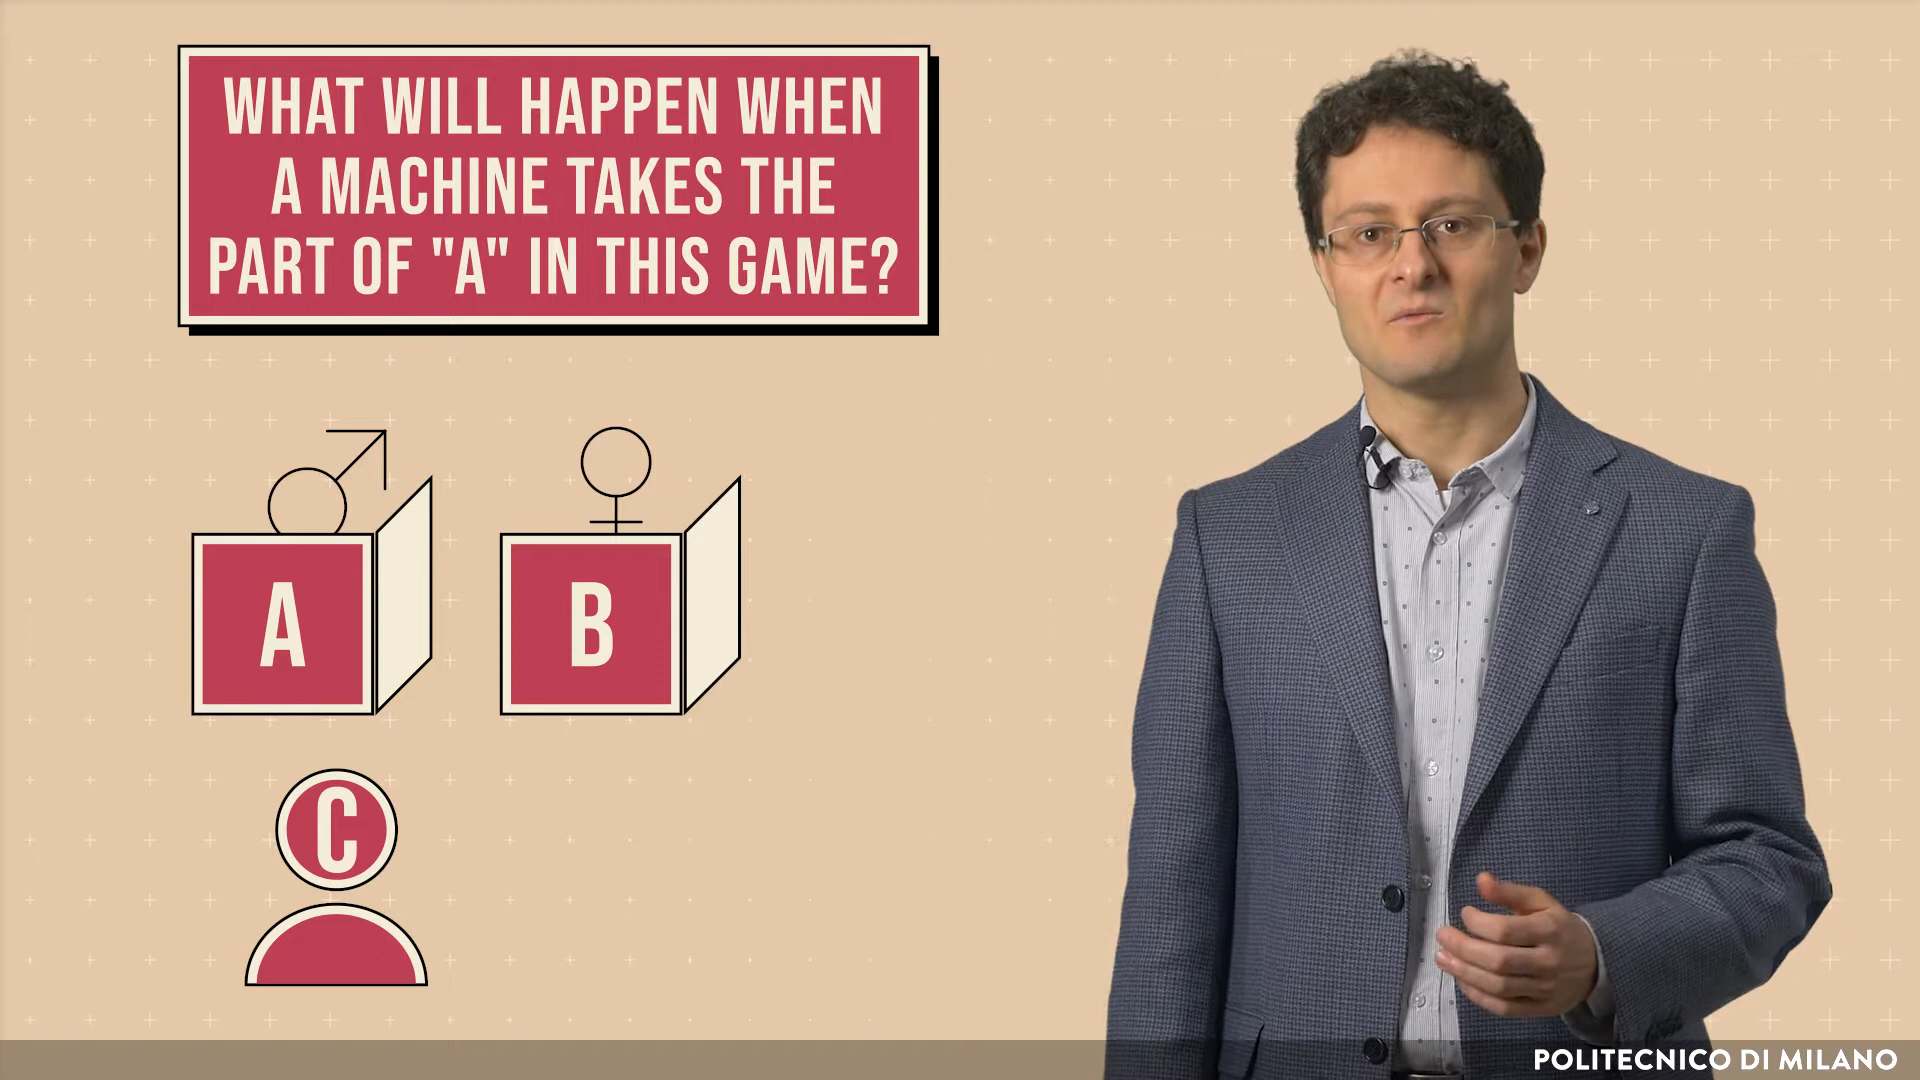 WHAT WILL HAPPEN WHEN
A MACHINE TAKES THE
PART OF "A" IN THIS GAME?
A
B
C
POLITECNICO DI MILANO